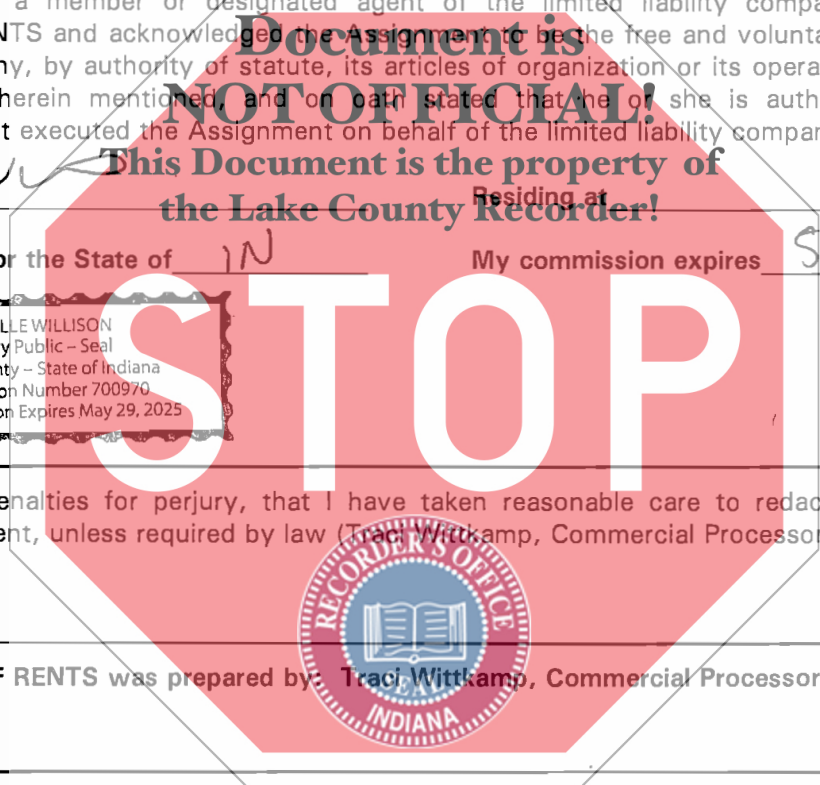 a member or designated agent of the limited liability compa
NTS and acknowledged the Assignment to be the free and volunta
ny, by authority of statute, its articles of organization or its opera
herein mentioned, and on oath stated that he or she is auth
t executed the Assignment on behalf of the limited liability compan
Document is
NOT OFFICIAL!
This Document is the property of
the Lake County Recorder!
Residing at
or the State of IN My commission expires 5
LLE WILLISON
y Public – Seal
nty – State of Indiana
on Number 700970
on Expires May 29, 2025
STOP
enalties for perjury, that I have taken reasonable care to redac
ent, unless required by law (Traci Wittkamp, Commercial Processor
RECORDER'S OFFICE
SEAL
INDIANA
F RENTS was prepared by: Traci Wittkamp, Commercial Processor